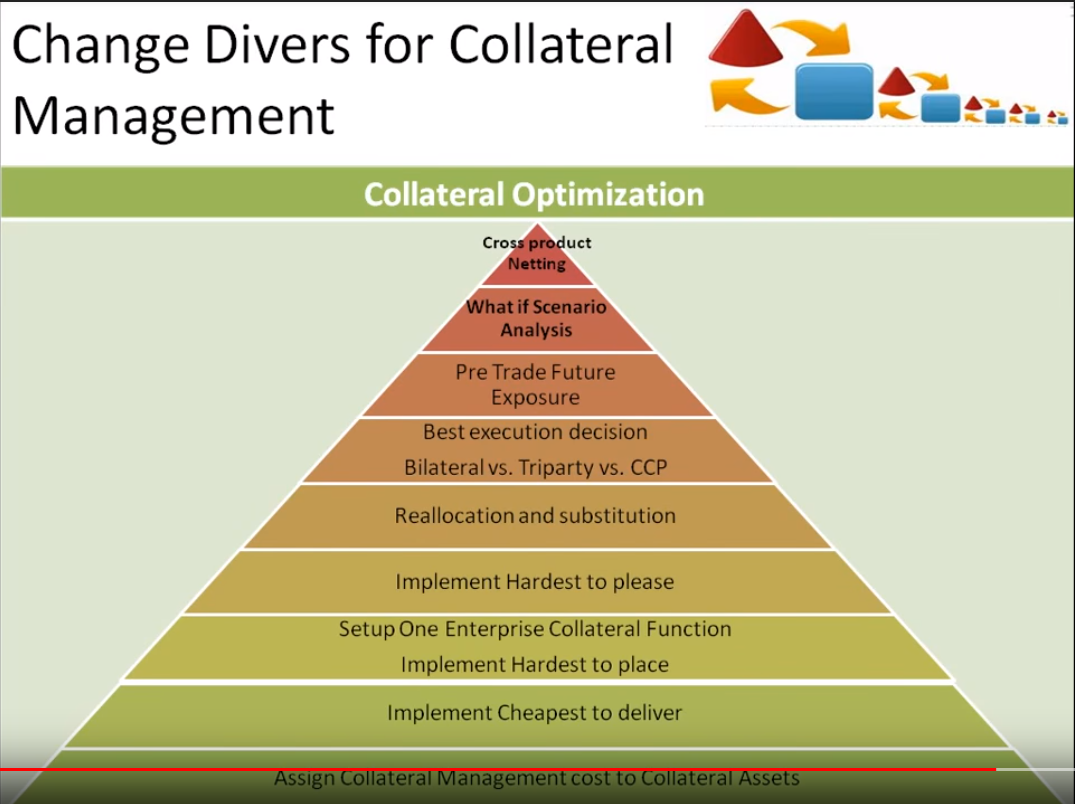 Change Divers for Collateral
Management
Collateral Optimization
Cross product
Netting
What if Scenario
Analysis
Pre Trade Future
Exposure
Best execution decision
Bilateral vs. Triparty vs. CCP
Reallocation and substitution
Implement Hardest to please
Setup One Enterprise Collateral Function
Implement Hardest to place
Implement Cheapest to deliver
Assign Collateral Management cost to Collateral Assets